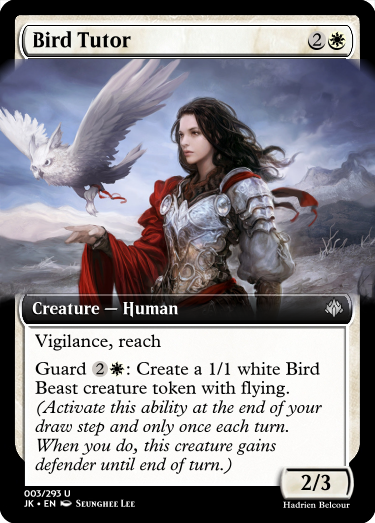 Bird Tutor 2
Creature — Human
Vigilance, reach
Guard 2: Create a 1/1 white Bird
Beast creature token with flying.
(Activate this ability at the end of your
draw step and only once each turn.
When you do, this creature gains
defender until end of turn.)
2/3
003/293 U
JK • EN Seunghee Lee
Hadrien Belcour